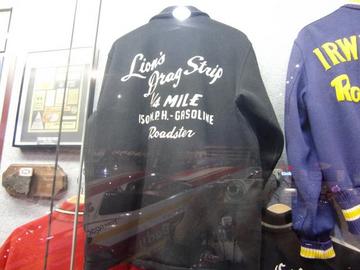 Lion's
Drag Strip
1/4 MILE
150 M.P.H. - GASOLINE
Roadster
IRW
Ro